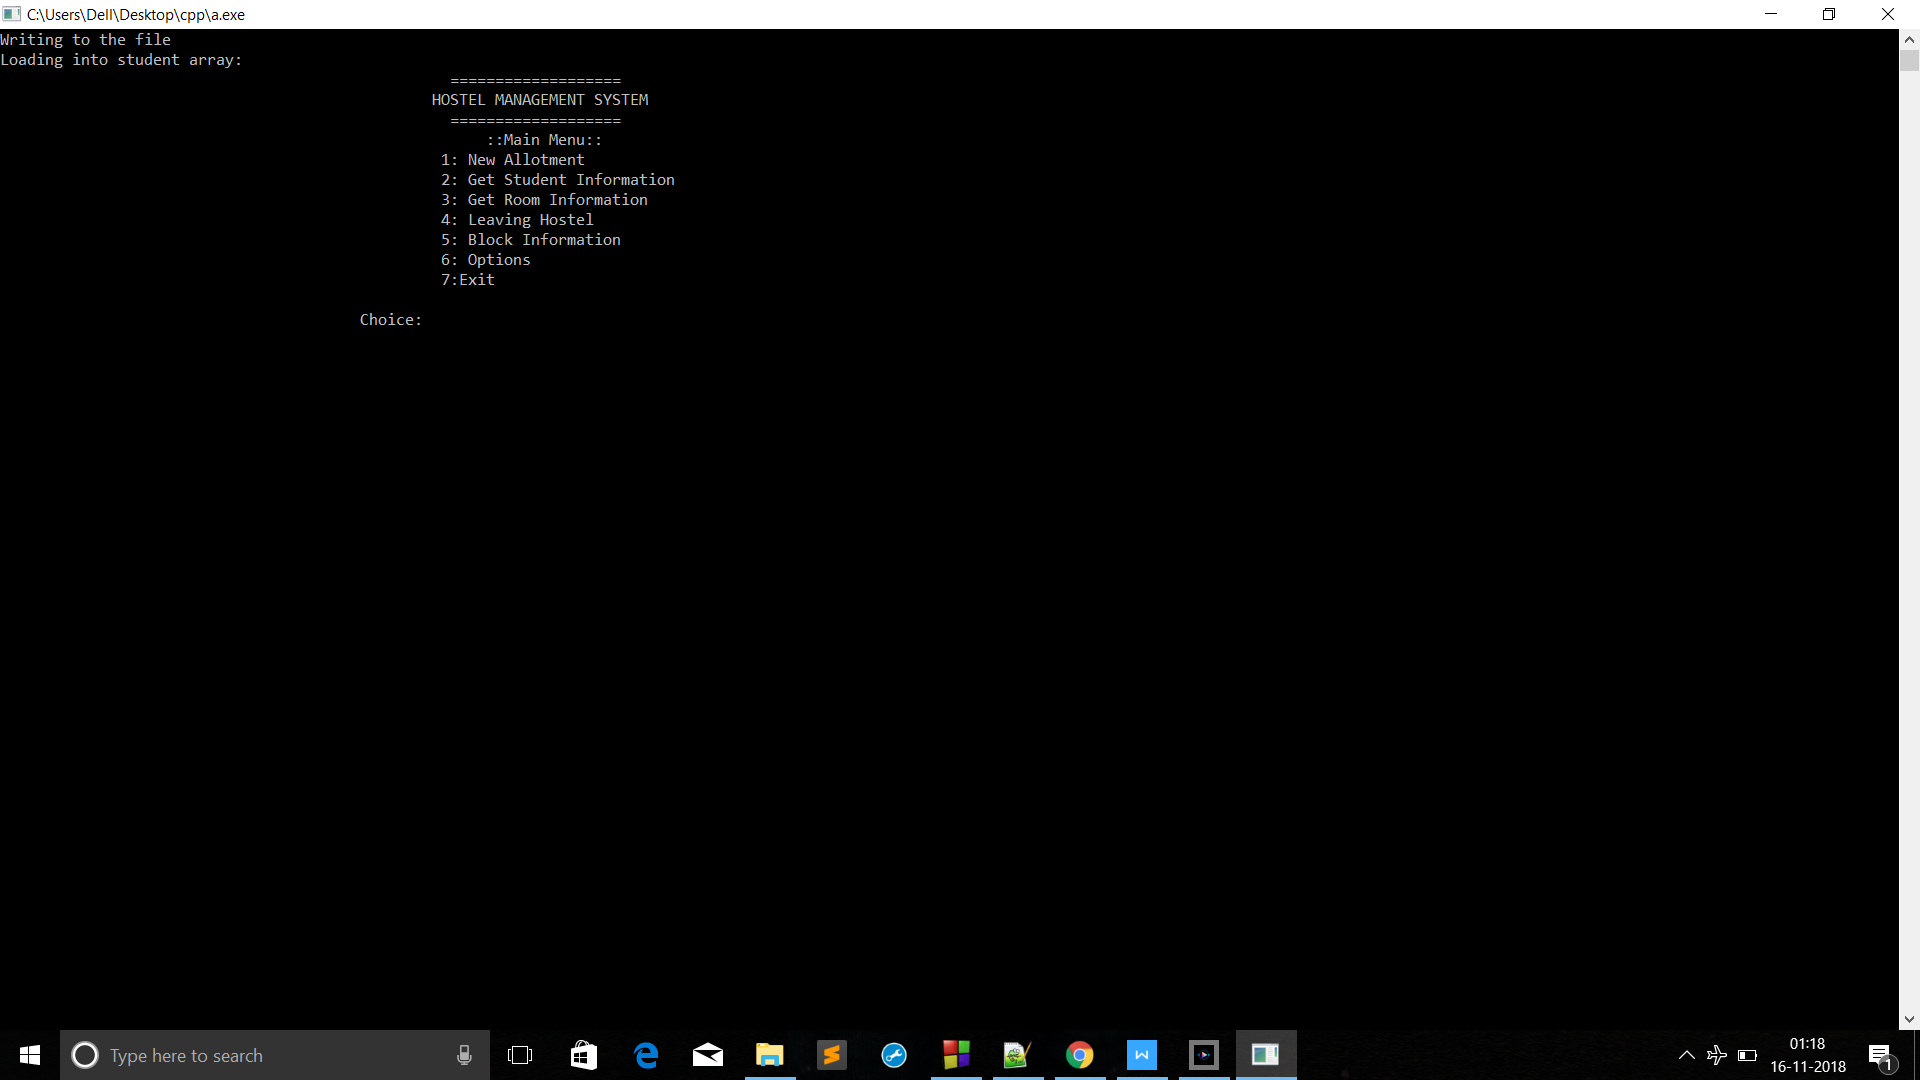 C:\Users\Dell\Desktop\cpp\a.exe
Writing to the file
Loading into student array:
===================
HOSTEL MANAGEMENT SYSTEM
===================
::Main Menu::
1: New Allotment
2: Get Student Information
3: Get Room Information
4: Leaving Hostel
5: Block Information
6: Options
7:Exit
Choice:
Type here to search
01:18
16-11-2018
1